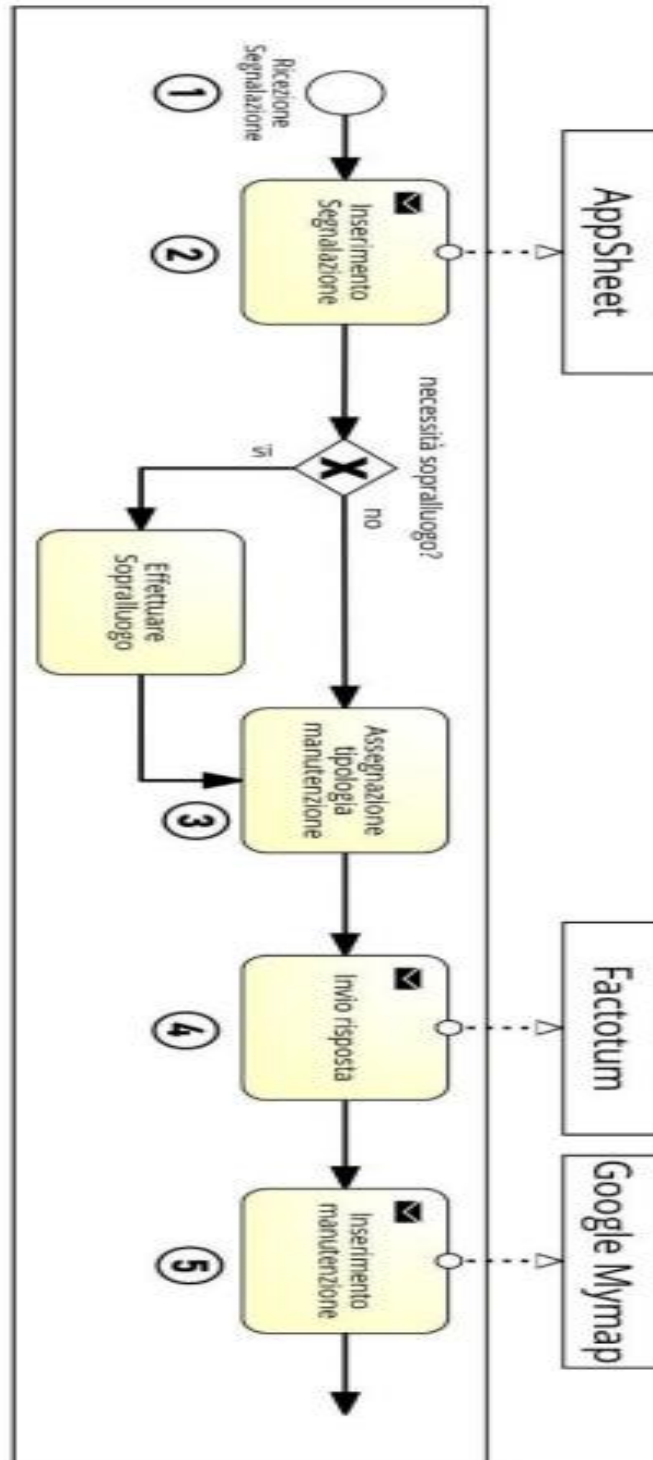 AppSheet
Factotum
Google Mymap
Ricezione
Segnalazione
1
Inserimento
Segnalazione
2
necessità sopralluogo?
X
no
sì
Effettuare
Sopralluogo
Assegnazione
tipologia
manutenzione
3
Invio risposta
4
Inserimento
manutenzione
5